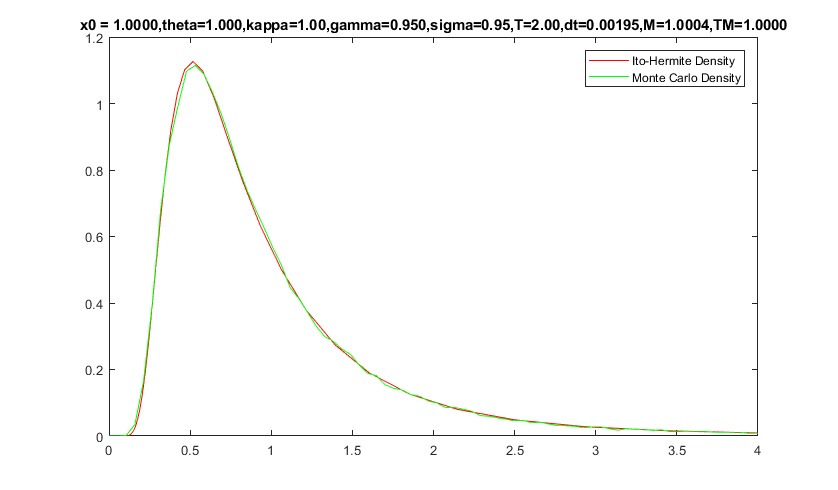 x0 = 1.0000,theta=1.000,kappa=1.00,gamma=0.950,sigma=0.95,T=2.00,dt=0.00195,M=1.0004,TM=1.0000
Ito-Hermite Density
Monte Carlo Density
1.2
1
0.8
0.6
0.4
0.2
0
0 0.5 1 1.5 2 2.5 3 3.5 4